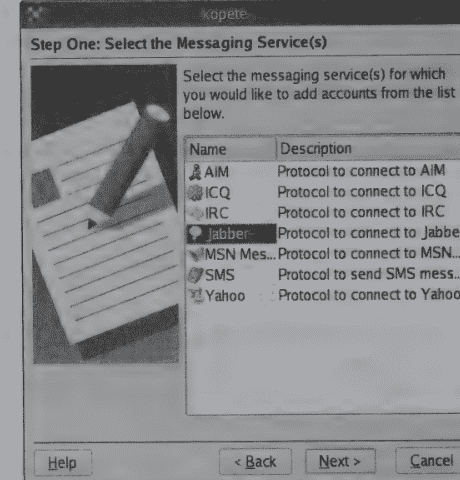 kopete
Step One: Select the Messaging Service(s)
Select the messaging service(s) for which
you would like to add accounts from the list
below.
Name Description
AIM Protocol to connect to AIM
ICQ Protocol to connect to ICQ
IRC Protocol to connect to IRC
Jabber Protocol to connect to Jabbe
MSN Mes... Protocol to connect to MSN...
SMS Protocol to send SMS mess...
Yahoo Protocol to connect to Yahoo
Help < Back Next > Cancel